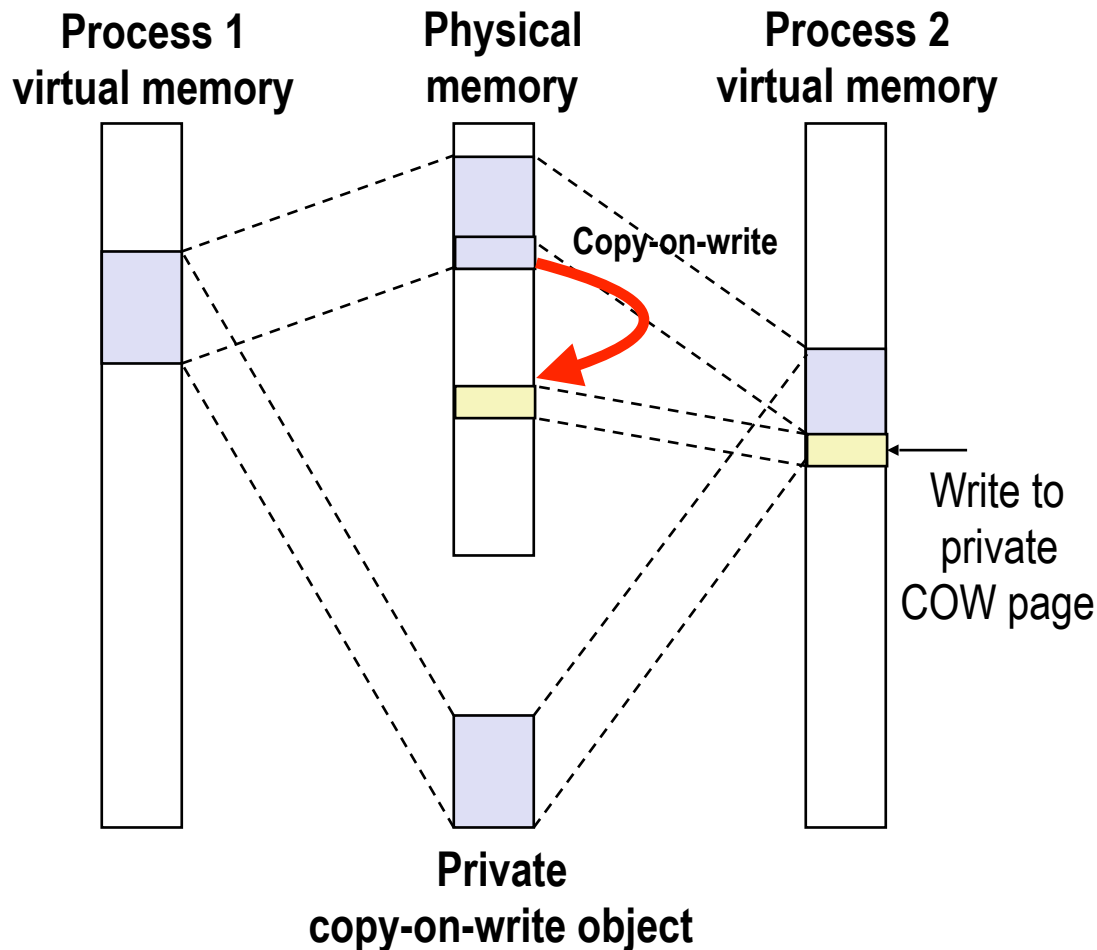 Process 1
virtual memory
Physical
memory
Process 2
virtual memory
Copy-on-write
Write to
private
COW page
Private
copy-on-write object